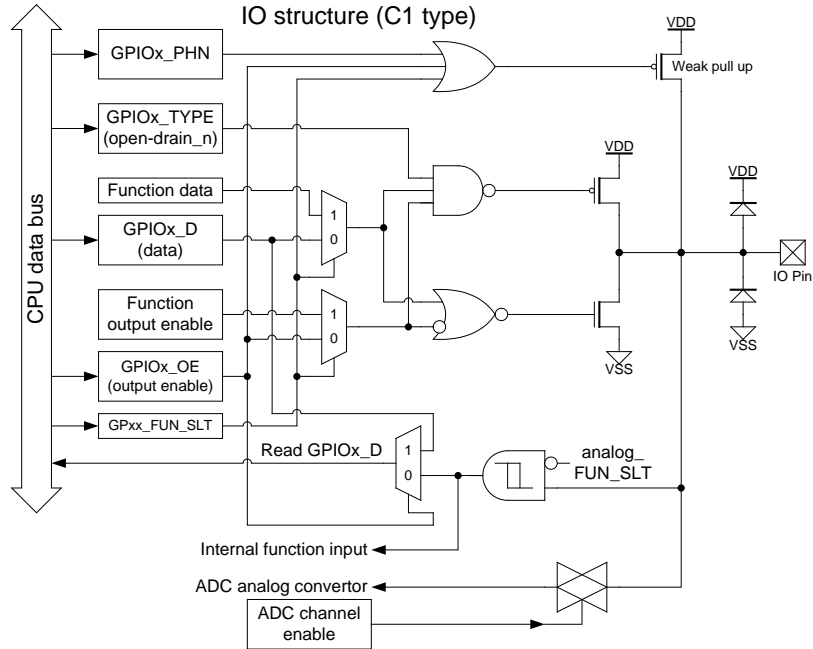 IO structure (C1 type)
CPU data bus
GPIOx_PHN
GPIOx_TYPE
(open-drain_n)
Function data
GPIOx_D
(data)
Function
output enable
GPIOx_OE
(output enable)
GPxx_FUN_SLT
1
0
1
0
VDD
Weak pull up
VDD
VSS
VDD
VSS
IO Pin
Read GPIOx_D
1
0
analog_
FUN_SLT
Internal function input
ADC analog convertor
ADC channel
enable